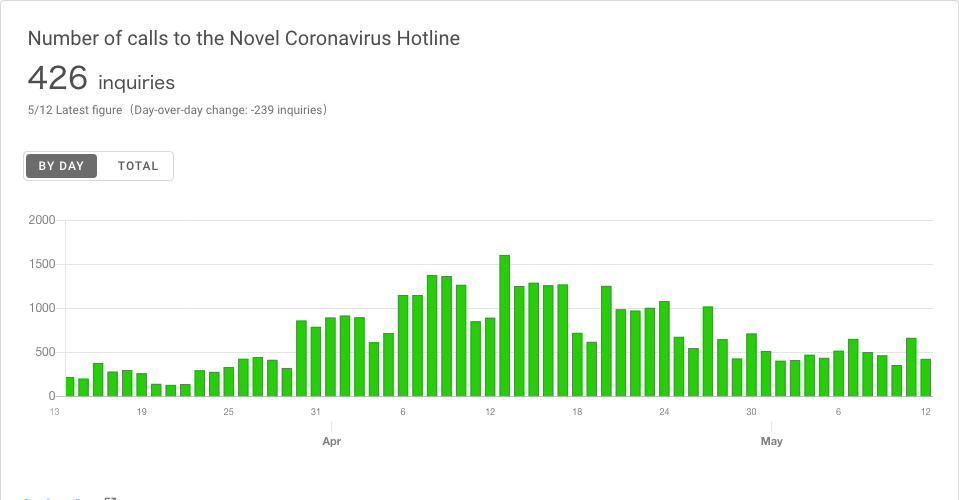 Number of calls to the Novel Coronavirus Hotline
426 inquiries
5/12 Latest figure（Day-over-day change: -239 inquiries）
BY DAY TOTAL
2000
1500
1000
500
0
13 19 25 31 6 12 18 24 30 6 12
Apr May